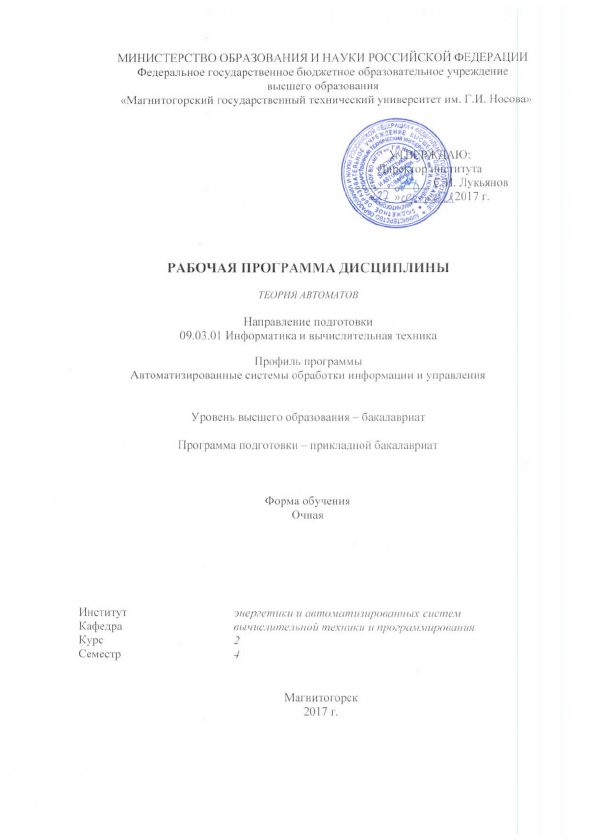 МИНИСТЕРСТВО ОБРАЗОВАНИЯ И НАУКИ РОССИЙСКОЙ ФЕДЕРАЦИИ
Федеральное государственное бюджетное образовательное учреждение
высшего образования
«Магнитогорский государственный технический университет им. Г.И. Носова»
УТВЕРЖДАЮ:
Директор института
С.И. Лукьянов
27 2017 г.
РАБОЧАЯ ПРОГРАММА ДИСЦИПЛИНЫ
ТЕОРИЯ АВТОМАТОВ
Направление подготовки
09.03.01 Информатика и вычислительная техника
Профиль программы
Автоматизированные системы обработки информации и управления
Уровень высшего образования – бакалавриат
Программа подготовки – прикладной бакалавриат
Форма обучения
Очная
Институт энергетики и автоматизированных систем
Кафедра вычислительной техники и программирования
Курс 2
Семестр 4
Магнитогорск
2017 г.